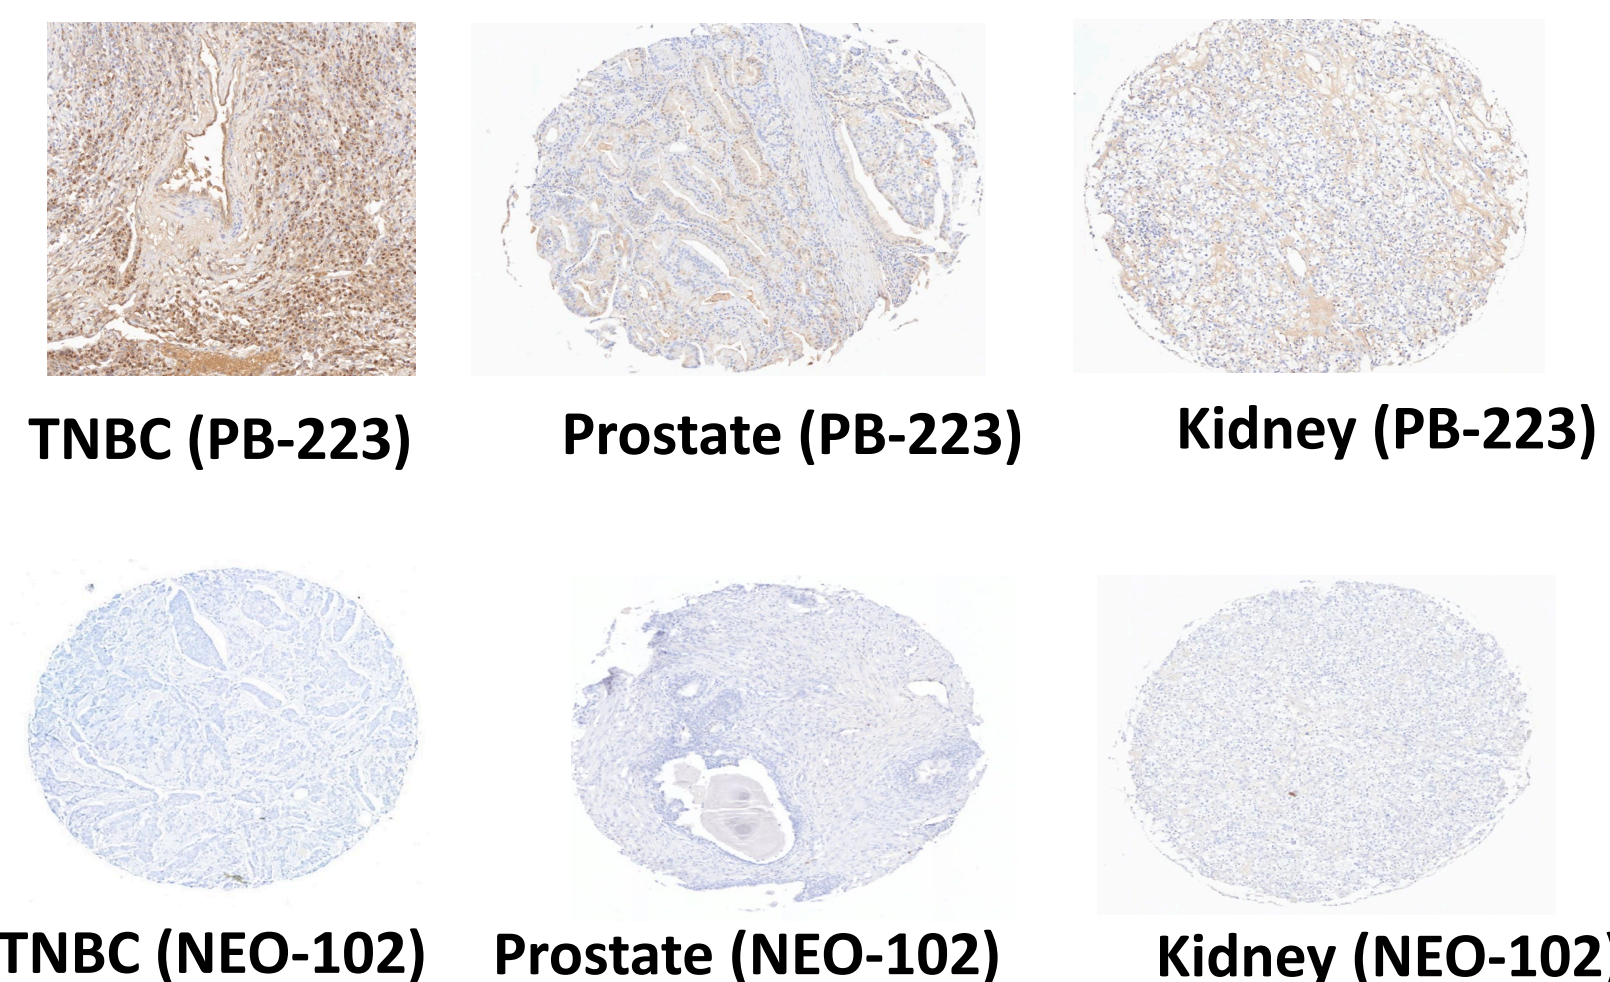 TNBC (PB-223)
Prostate (PB-223)
Kidney (PB-223)
TNBC (NEO-102)
Prostate (NEO-102)
Kidney (NEO-102)